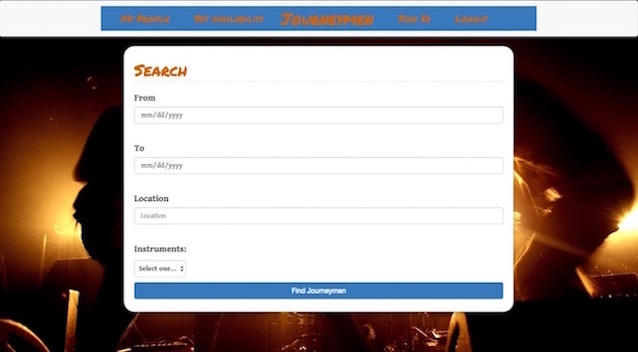 My Profile Set availability Journeymen Sign In Logout
Search
From
mm/dd/yyyy
To
mm/dd/yyyy
Location
Location
Instruments:
Select one...
Find Journeymen